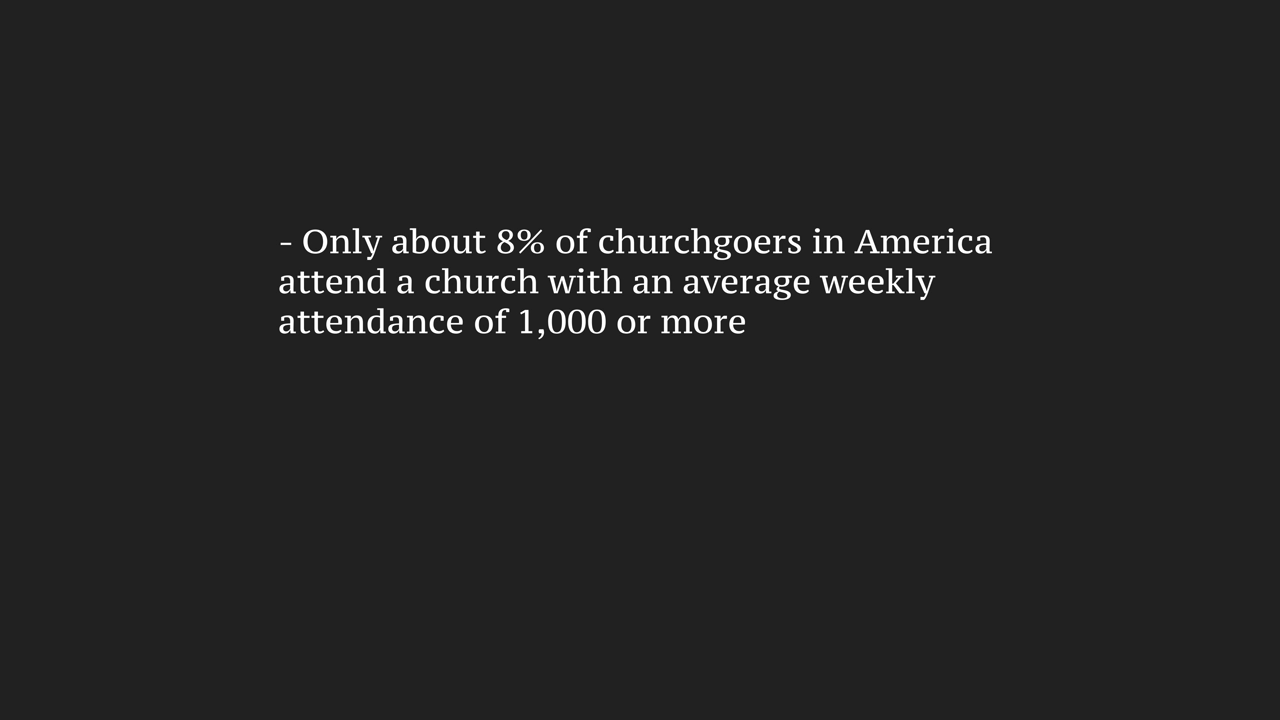 - Only about 8% of churchgoers in America
attend a church with an average weekly
attendance of 1,000 or more